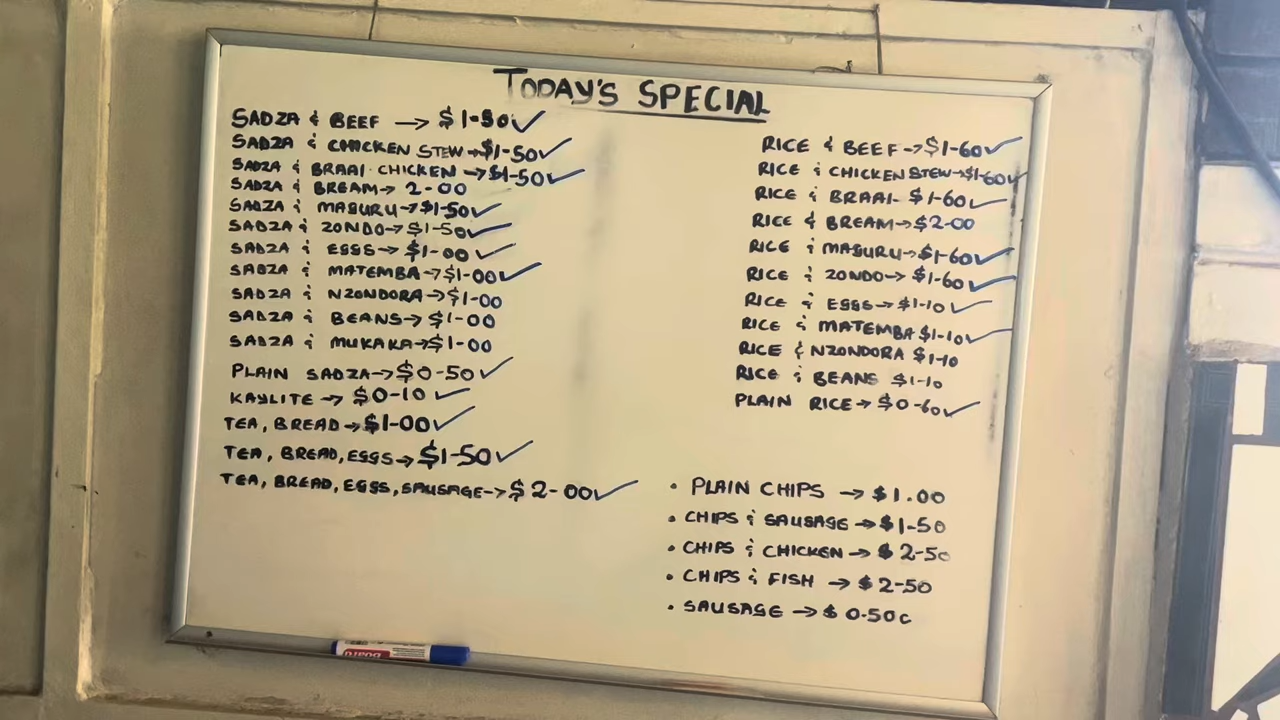 TODAY'S SPECIAL
SADZA & BEEF → $1-50 ✓
SADZA & CHICKEN STEW → $1-50 ✓
SADZA & BRAAI CHICKEN → $1-50 ✓
SADZA & BREAM → 2-00
SADZA & MAGURU → $1-50 ✓
SADZA & ZONDO → $1-50 ✓
SADZA & EGGS → $1-00 ✓
SADZA & MATEMBA → $1-00 ✓
SADZA & NZONDORA → $1-00
SADZA & BEANS → $1-00
SADZA & MUKAKA → $1-00
PLAIN SADZA → $0-50 ✓
KAYLITE → $0-10 ✓
TEA, BREAD → $1-00 ✓
TEA, BREAD, EGGS → $1-50 ✓
TEA, BREAD, EGGS, SAUSAGE → $2-00 ✓
RICE & BEEF → $1-60 ✓
RICE & CHICKEN STEW → $1-60 ✓
RICE & BRAAI - $1-60 ✓
RICE & BREAM → $2-00
RICE & MAGURU → $1-60 ✓
RICE & ZONDO → $1-60 ✓
RICE & EGGS → $1-10 ✓
RICE & MATEMBA $1-10 ✓
RICE & NZONDORA $1-10
RICE & BEANS $1-10
PLAIN RICE → $0-60 ✓
• PLAIN CHIPS → $1.00
• CHIPS & SAUSAGE → $1-50
• CHIPS & CHICKEN → $2-50
• CHIPS & FISH → $2-50
• SAUSAGE → $0-50c
board